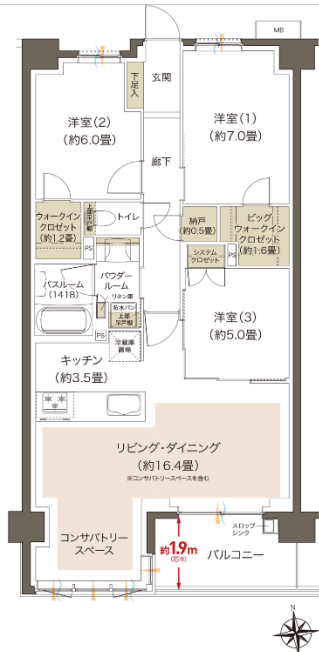 MB
玄関
下足入
洋室(2)
(約6.0畳)
洋室(1)
(約7.0畳)
廊下
上部吊戸棚
トイレ
納戸
(約0.5畳)
ウォークイン
クロゼット
(約1.2畳)
ビッグ
ウォークイン
クロゼット
(約1.6畳)
PS
PS
システム
クロゼット
パウダー
ルーム
バスルーム
(1418)
リネン庫
防水パン
上部
吊戸棚
PS
洋室(3)
(約5.0畳)
冷蔵庫
置場
キッチン
(約3.5畳)
リビング・ダイニング
(約16.4畳)
※コンサバトリースペースを含む
コンサバトリー
スペース
約1.9m
(芯々)
スロップ
シンク
バルコニー
N